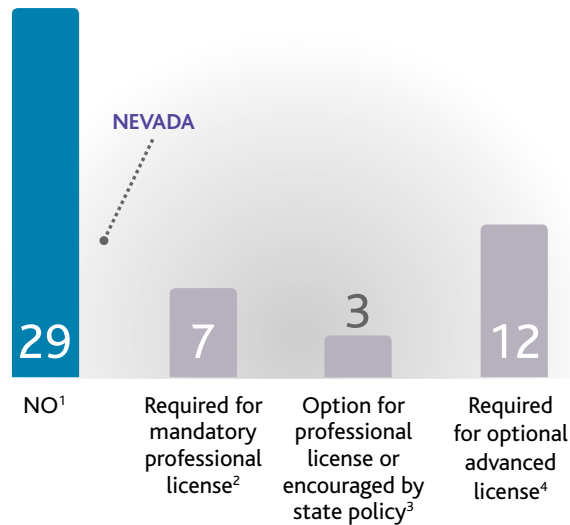 NEVADA
29
7
3
12
NO¹
Required for
mandatory
professional
license²
Option for
professional
license or
encouraged by
state policy³
Required
for optional
advanced
license⁴